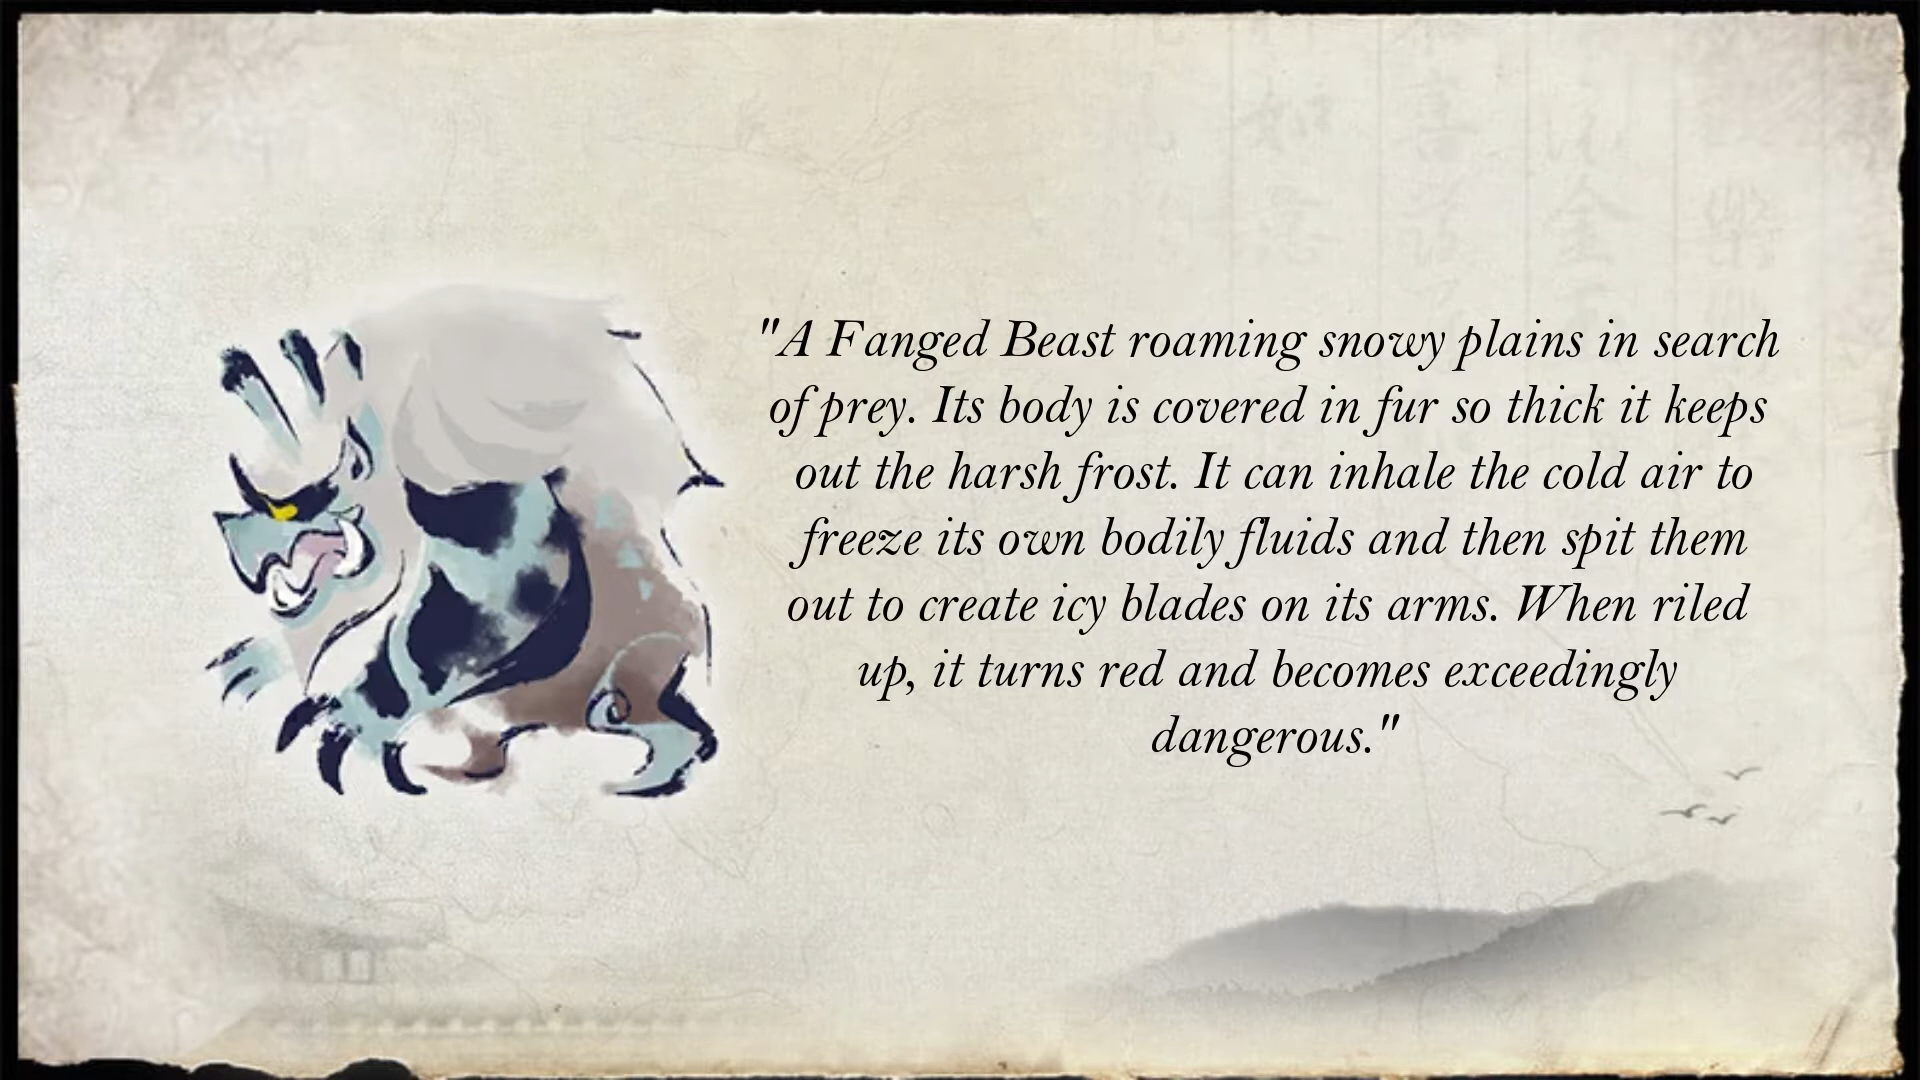 "A Fanged Beast roaming snowy plains in search
of prey. Its body is covered in fur so thick it keeps
out the harsh frost. It can inhale the cold air to
freeze its own bodily fluids and then spit them
out to create icy blades on its arms. When riled
up, it turns red and becomes exceedingly
dangerous."